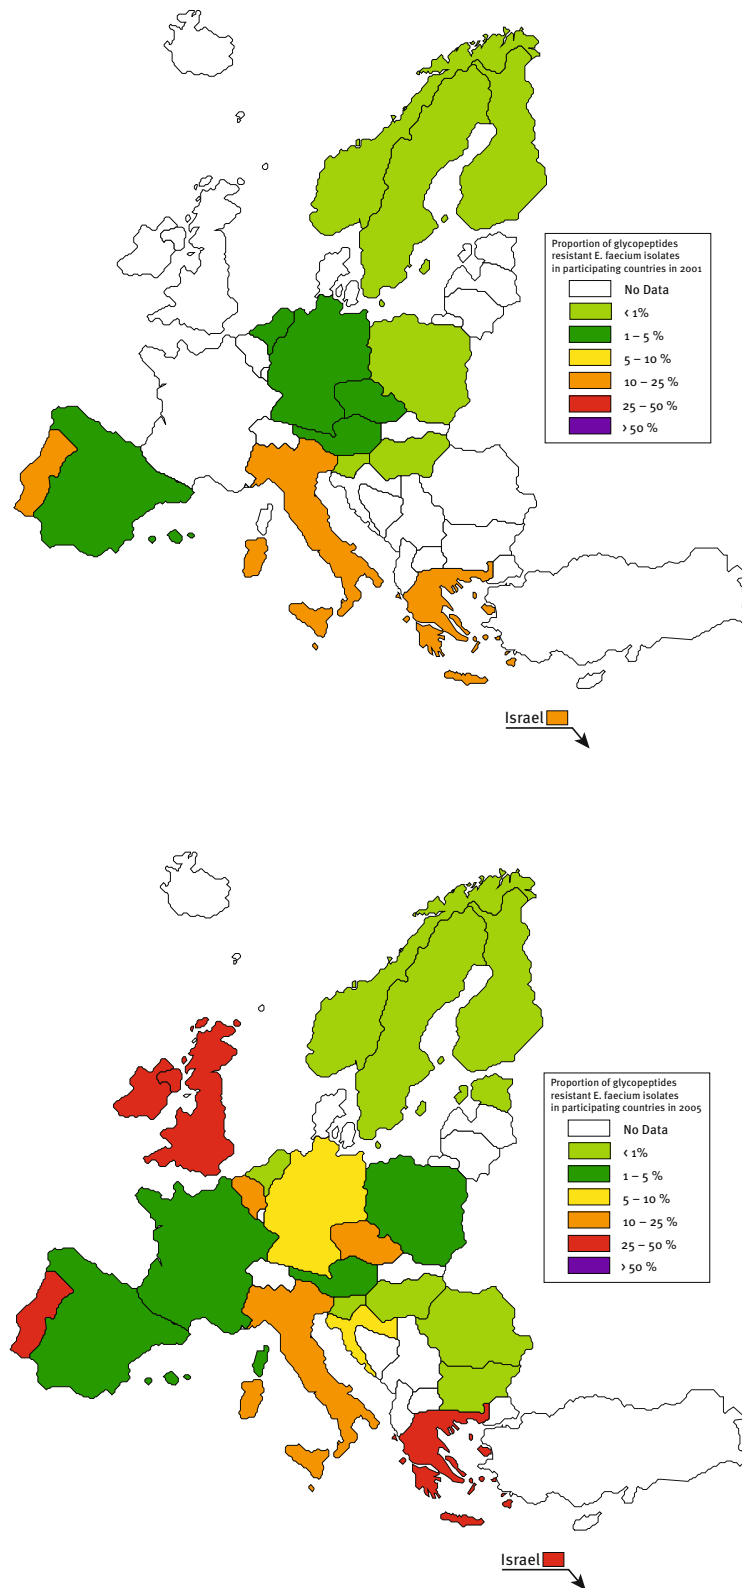 Proportion of glycopeptides
resistant E. faecium isolates
in participating countries in 2001
No Data
< 1%
1 – 5 %
5 – 10 %
10 – 25 %
25 – 50 %
> 50 %
Israel
Proportion of glycopeptides
resistant E. faecium isolates
in participating countries in 2005
No Data
< 1%
1 – 5 %
5 – 10 %
10 – 25 %
25 – 50 %
> 50 %
Israel